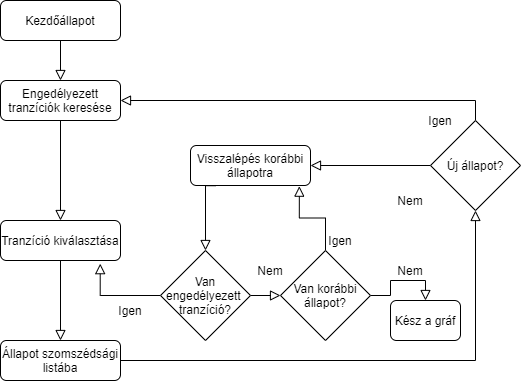 Kezdőállapot
Engedélyezett
tranzíciók keresése
Igen
Visszalépés korábbi
állapotra
Új állapot?
Nem
Tranzíció kiválasztása
Igen
Van
engedélyezett
tranzíció?
Nem
Van korábbi
állapot?
Nem
Igen
Kész a gráf
Állapot szomszédsági
listába